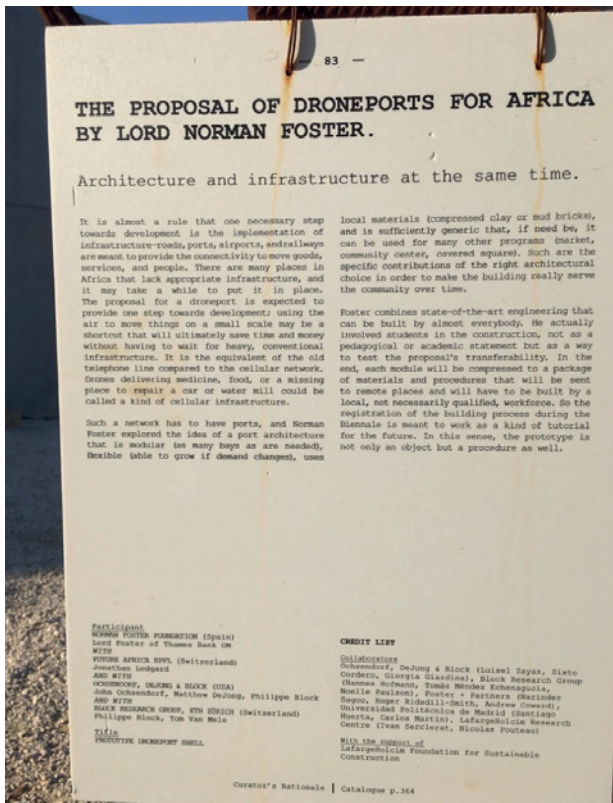 — 83 —
THE PROPOSAL OF DRONEPORTS FOR AFRICA
BY LORD NORMAN FOSTER.
Architecture and infrastructure at the same time.
It is almost a rule that one necessary step
towards development is the implementation of
infrastructure-roads, ports, airports, andrailways
are meant to provide the connectivity to move goods,
services, and people. There are many places in
Africa that lack appropriate infrastructure, and
it may take a while to put it in place.
The proposal for a droneport is expected to
provide one step towards development; using the
air to move things on a small scale may be a
shortcut that will ultimately save time and money
without having to wait for heavy, conventional
infrastructure. It is the equivalent of the old
telephone line compared to the cellular network.
Drones delivering medicine, food, or a missing
piece to repair a car or water mill could be
called a kind of cellular infrastructure.
Such a network has to have ports, and Norman
Foster explored the idea of a port architecture
that is modular (as many bays as are needed),
flexible (able to grow if demand changes), uses
local materials (compressed clay or mud bricks),
and is sufficiently generic that, if need be, it
can be used for many other programs (market,
community center, covered square). Such are the
specific contributions of the right architectural
choice in order to make the building really serve
the community over time.
Foster combines state-of-the-art engineering that
can be built by almost everybody. He actually
involved students in the construction, not as a
pedagogical or academic statement but as a way
to test the proposal's transferability. In the
end, each module will be compressed to a package
of materials and procedures that will be sent
to remote places and will have to be built by a
local, not necessarily qualified, workforce. So the
registration of the building process during the
Biennale is meant to work as a kind of tutorial
for the future. In this sense, the prototype is
not only an object but a procedure as well.
Participant
NORMAN FOSTER FOUNDATION (Spain)
Lord Foster of Thames Bank OM
WITH
FUTURE AFRICA EPFL (Switzerland)
Jonathan Ledgard
AND WITH
OCHSENDORF, DEJONG & BLOCK (USA)
John Ochsendorf, Matthew DeJong, Philippe Block
AND WITH
BLOCK RESEARCH GROUP, ETH ZÜRICH (Switzerland)
Philippe Block, Tom Van Mele
Title
PROTOTYPE DRONEPORT SHELL
CREDIT LIST
Collaborators
Ochsendorf, DeJong & Block (Luisel Zayas, Sixto
Cordero, Giorgia Giardina), Block Research Group
(Hannes Hofmann, Tomás Méndez Echenagucia,
Noelle Paulson), Foster + Partners (Narinder
Sagoo, Roger Ridsdill-Smith, Andrew Coward),
Universidad Politécnica de Madrid (Santiago
Huerta, Carlos Martin), LafargeHolcim Research
Centre (Ivan Sercleret, Nicolas Pouteau)
With the support of
LafargeHolcim Foundation for Sustainable
Construction
Curator's Rationale | Catalogue p.364